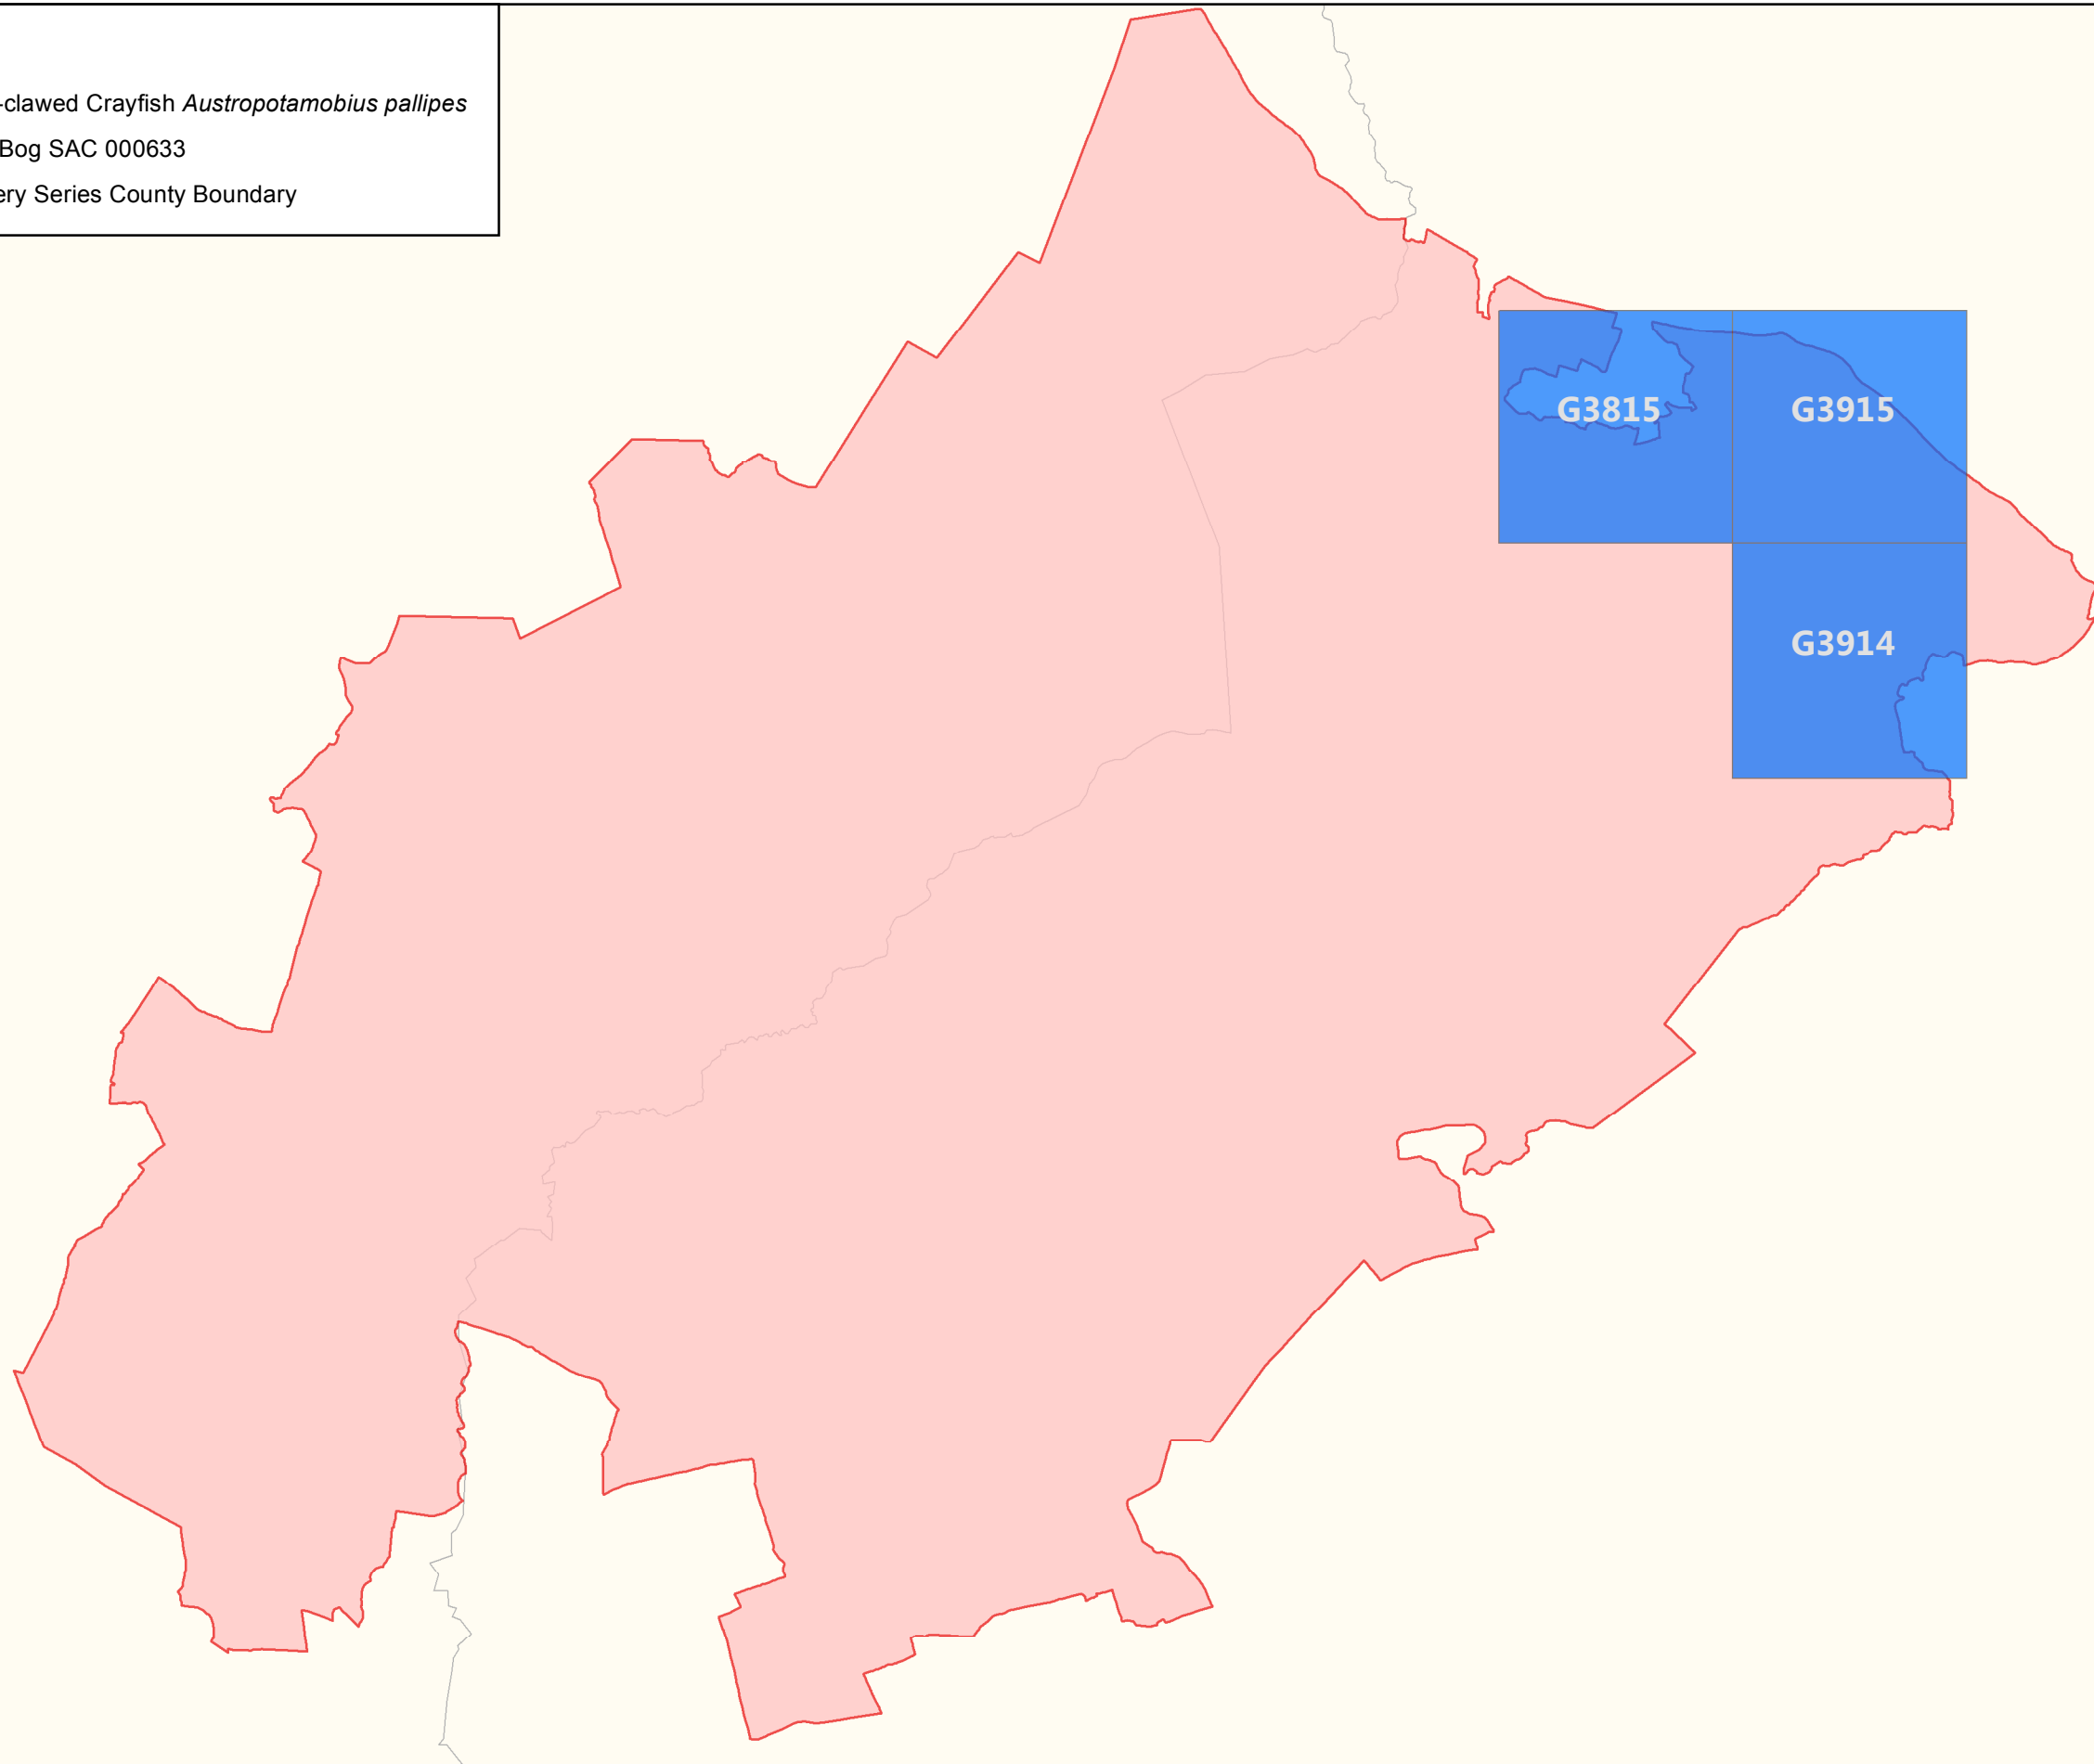 -clawed Crayfish Austropotamobius pallipes
Bog SAC 000633
ery Series County Boundary
G3815
G3915
G3914